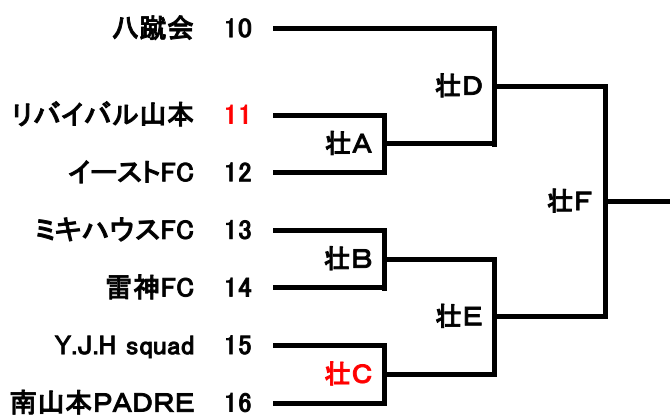 八蹴会 10
壮D
リバイバル山本 11
壮A
イーストFC 12
壮F
ミキハウスFC 13
壮B
雷神FC 14
壮E
Y.J.H squad 15
壮C
南山本PADRE 16